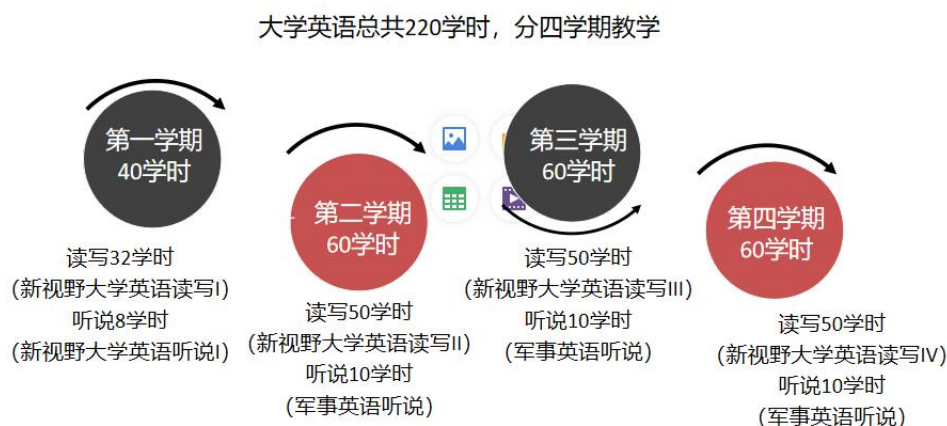 大学英语总共220学时，分四学期教学
第一学期
40学时
读写32学时
(新视野大学英语读写I)
听说8学时
(新视野大学英语听说I)
第二学期
60学时
读写50学时
(新视野大学英语读写II)
听说10学时
(军事英语听说)
第三学期
60学时
读写50学时
(新视野大学英语读写III)
听说10学时
(军事英语听说)
第四学期
60学时
读写50学时
(新视野大学英语读写IV)
听说10学时
(军事英语听说)